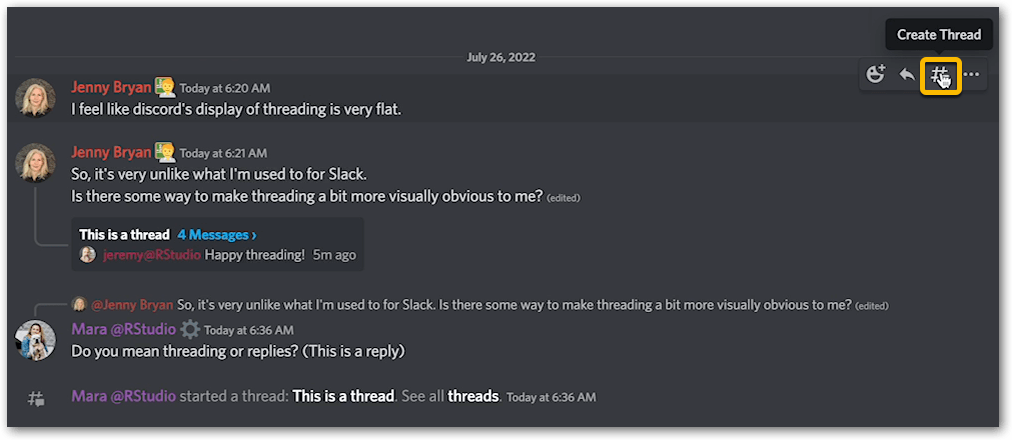 Create Thread
July 26, 2022
Jenny Bryan Today at 6:20 AM
I feel like discord's display of threading is very flat.
Jenny Bryan Today at 6:21 AM
So, it's very unlike what I'm used to for Slack.
Is there some way to make threading a bit more visually obvious to me? (edited)
This is a thread 4 Messages ›
jeremy@RStudio Happy threading! 5m ago
@Jenny Bryan So, it's very unlike what I'm used to for Slack. Is there some way to make threading a bit more visually obvious to me? (edited)
Mara @RStudio Today at 6:36 AM
Do you mean threading or replies? (This is a reply)
Mara @RStudio started a thread: This is a thread. See all threads. Today at 6:36 AM